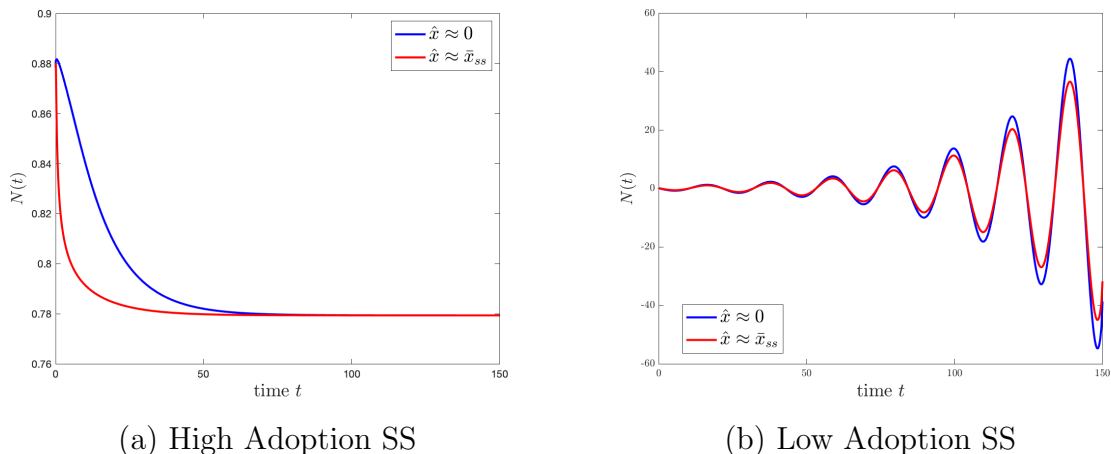 0.9
0.88
0.86
0.84
0.82
0.8
0.78
0.76
N(t)
0
50
100
150
time t
x̂ ≈ 0
x̂ ≈ x̄ss
(a) High Adoption SS
60
40
20
0
-20
-40
-60
N(t)
0
50
100
150
time t
x̂ ≈ 0
x̂ ≈ x̄ss
(b) Low Adoption SS